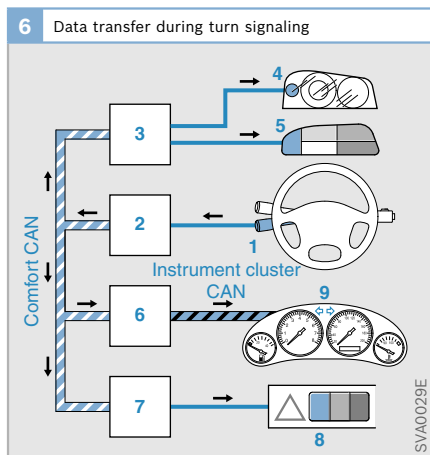 6 Data transfer during turn signaling
4
5
3
2
1
Comfort CAN
Instrument cluster
CAN
9
6
7
8
SVA0029E